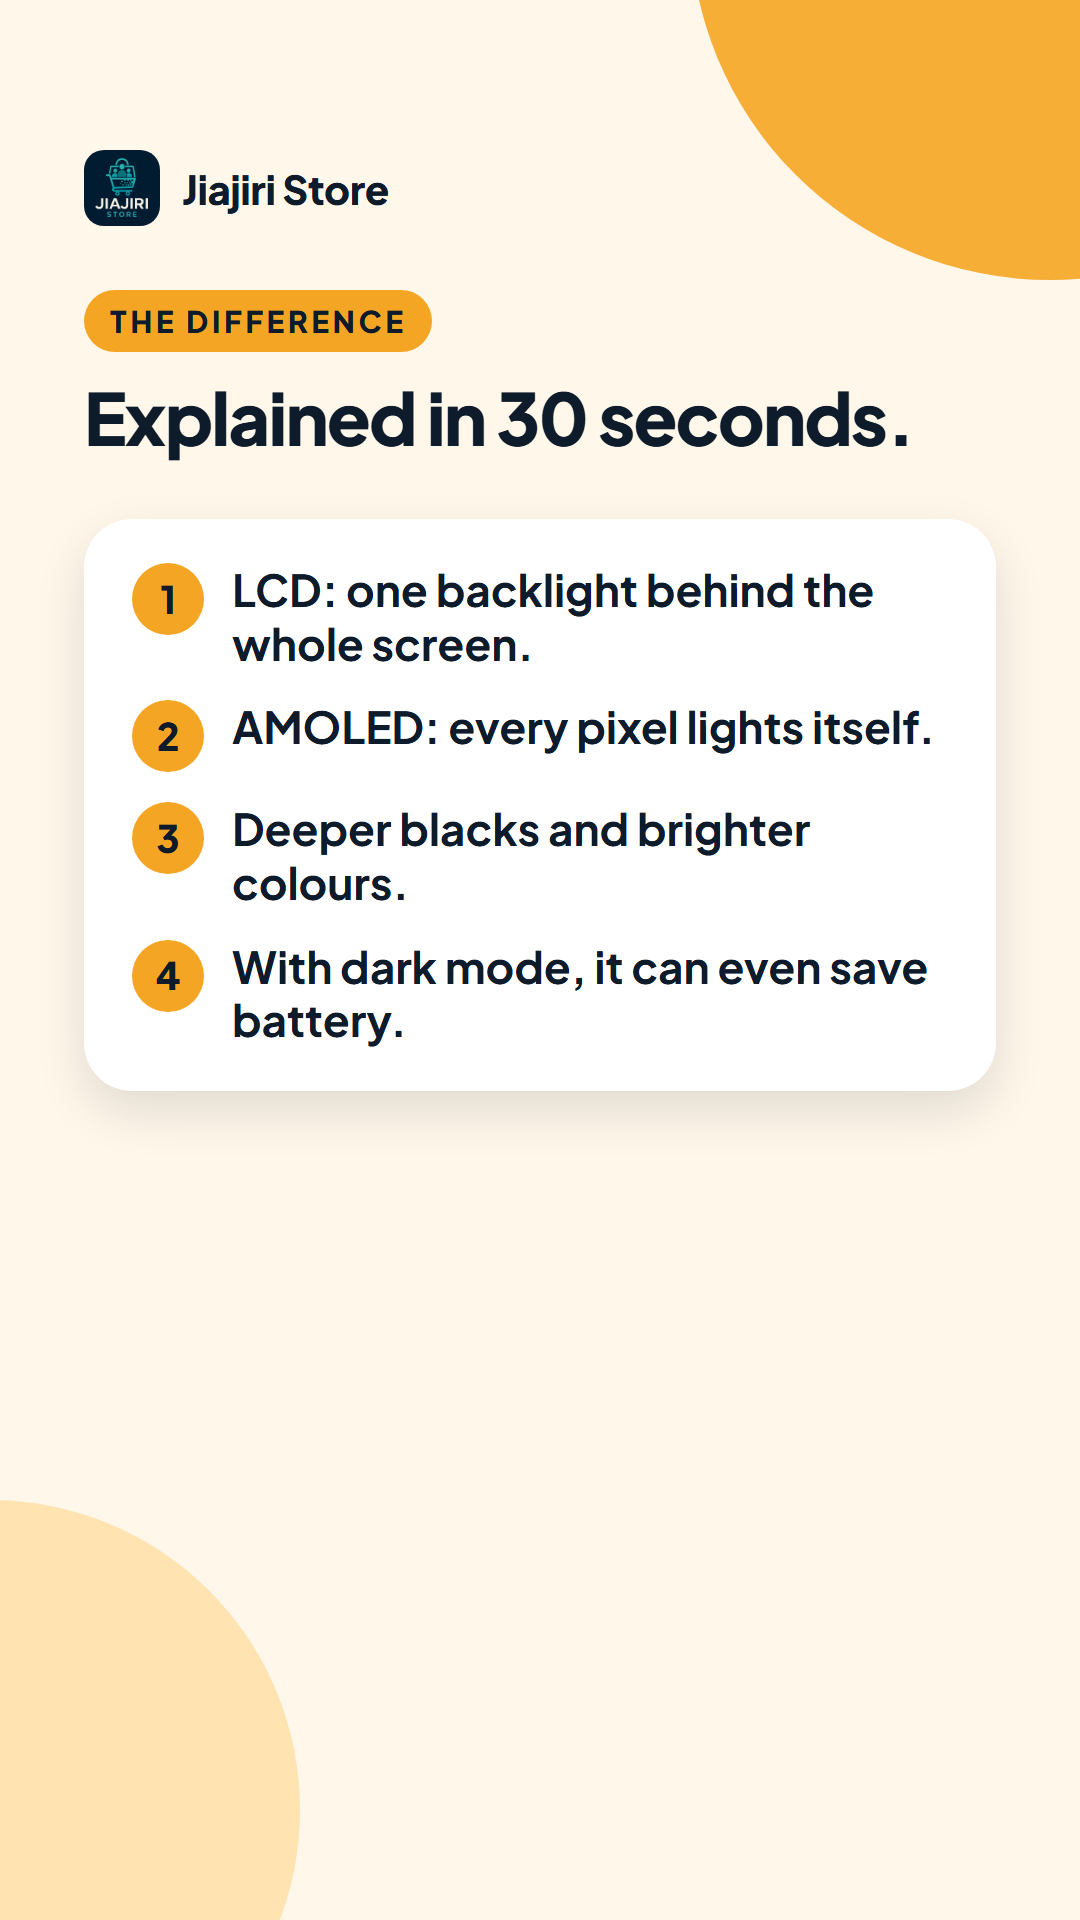 JIAJIRI
STORE
Jiajiri Store
THE DIFFERENCE
Explained in 30 seconds.
1 LCD: one backlight behind the
whole screen.
2 AMOLED: every pixel lights itself.
3 Deeper blacks and brighter
colours.
4 With dark mode, it can even save
battery.